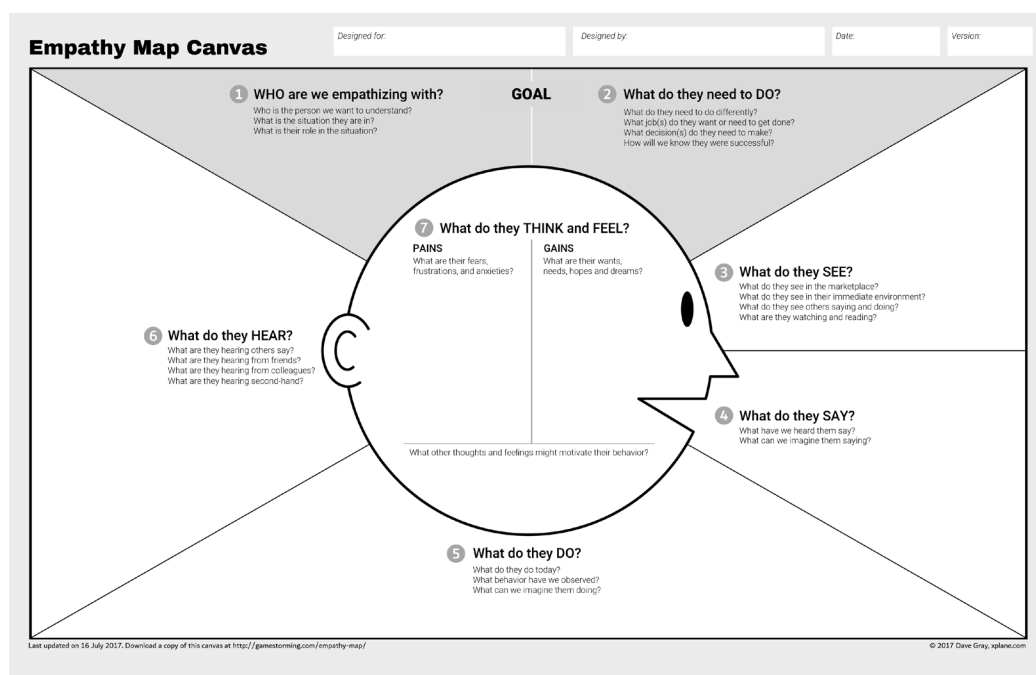 Empathy Map Canvas
Designed for:
Designed by:
Date:
Version:
1 WHO are we empathizing with?
Who is the person we want to understand?
What is the situation they are in?
What is their role in the situation?
GOAL
2 What do they need to DO?
What do they need to do differently?
What job(s) do they want or need to get done?
What decision(s) do they need to make?
How will we know they were successful?
7 What do they THINK and FEEL?
PAINS
What are their fears,
frustrations, and anxieties?
GAINS
What are their wants,
needs, hopes and dreams?
3 What do they SEE?
What do they see in the marketplace?
What do they see in their immediate environment?
What do they see others saying and doing?
What are they watching and reading?
6 What do they HEAR?
What are they hearing others say?
What are they hearing from friends?
What are they hearing from colleagues?
What are they hearing second-hand?
4 What do they SAY?
What have we heard them say?
What can we imagine them saying?
What other thoughts and feelings might motivate their behavior?
5 What do they DO?
What do they do today?
What behavior have we observed?
What can we imagine them doing?
Last updated on 16 July 2017. Download a copy of this canvas at http://gamestorming.com/empathy-map/
© 2017 Dave Gray, xplane.com